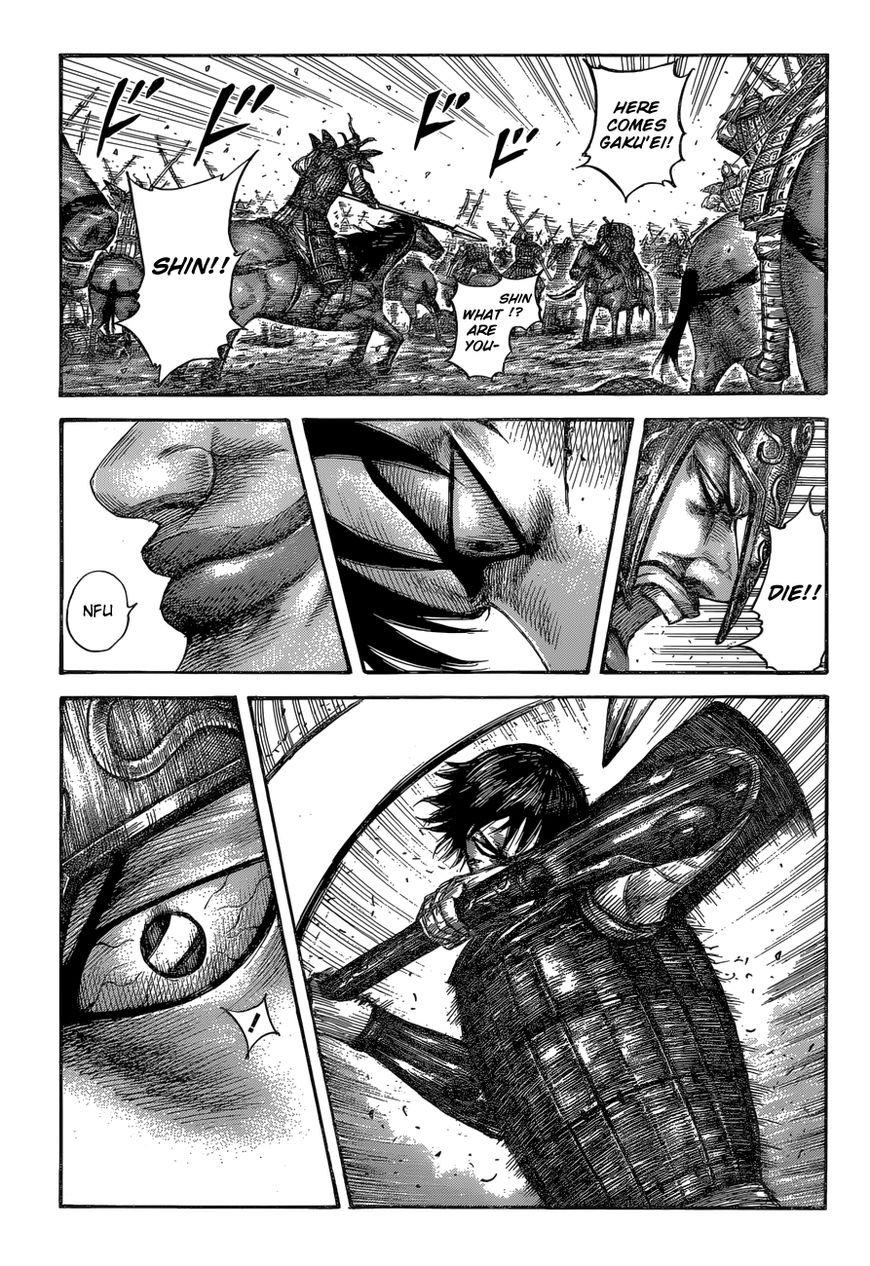 HERE
COMES
GAKU'EI!
ド
ド
ド
ド
SHIN
WHAT !?
ARE
YOU-
SHIN!!
DIE!!
NFU
!